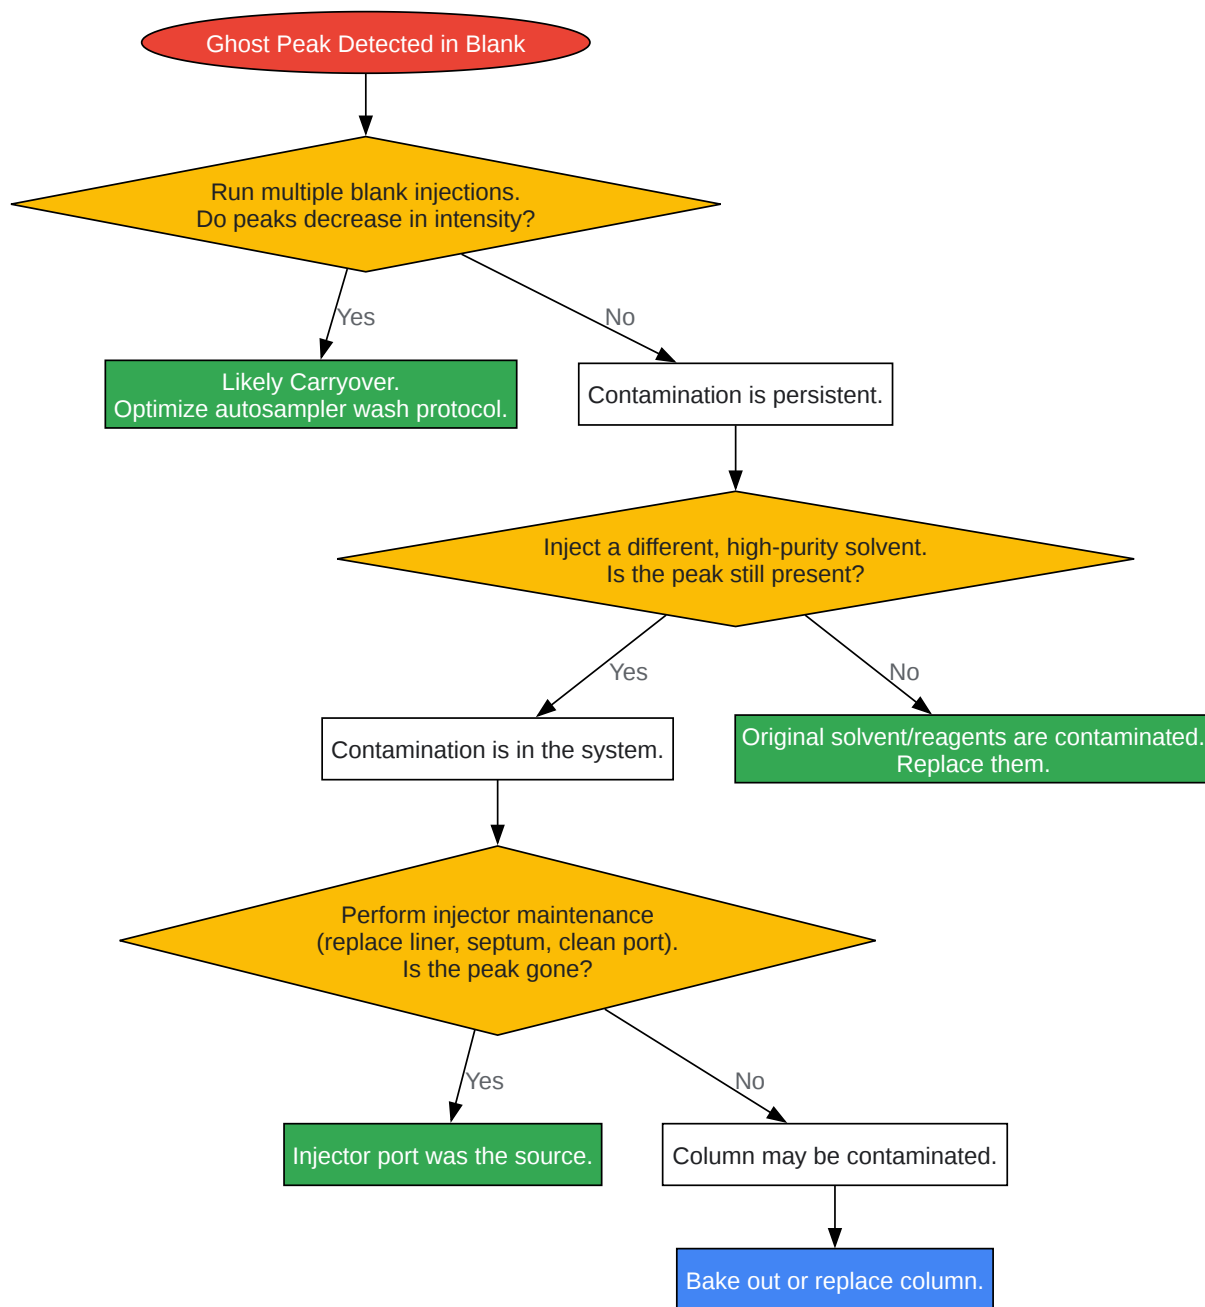 Ghost Peak Detected in Blank
Run multiple blank injections.
Do peaks decrease in intensity?
Yes
No
Likely Carryover.
Optimize autosampler wash protocol.
Contamination is persistent.
Inject a different, high-purity solvent.
Is the peak still present?
Yes
No
Contamination is in the system.
Original solvent/reagents are contaminated.
Replace them.
Perform injector maintenance
(replace liner, septum, clean port).
Is the peak gone?
Yes
No
Injector port was the source.
Column may be contaminated.
Bake out or replace column.